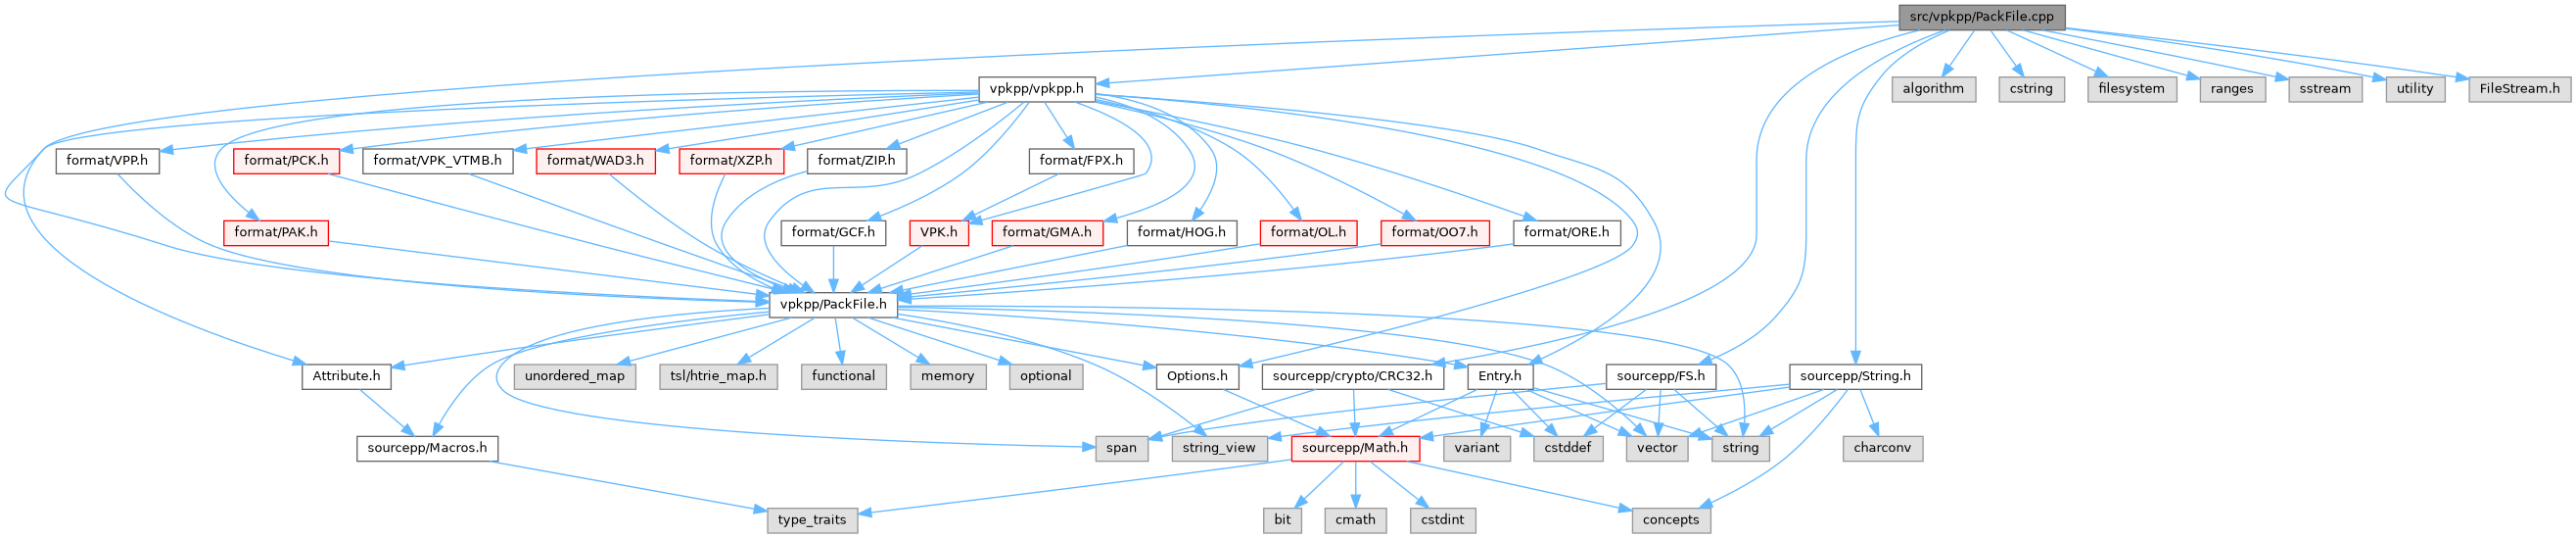 src/vpkpp/PackFile.cpp
vpkpp/vpkpp.h
algorithm
cstring
filesystem
ranges
sstream
utility
FileStream.h
format/VPP.h
format/PCK.h
format/VPK_VTMB.h
format/WAD3.h
format/XZP.h
format/ZIP.h
format/FPX.h
format/PAK.h
format/GCF.h
VPK.h
format/GMA.h
format/HOG.h
format/OL.h
format/OO7.h
format/ORE.h
vpkpp/PackFile.h
Attribute.h
unordered_map
tsl/htrie_map.h
functional
memory
optional
Options.h
sourcepp/crypto/CRC32.h
Entry.h
sourcepp/FS.h
sourcepp/String.h
sourcepp/Macros.h
span
string_view
sourcepp/Math.h
variant
cstddef
vector
string
charconv
type_traits
bit
cmath
cstdint
concepts